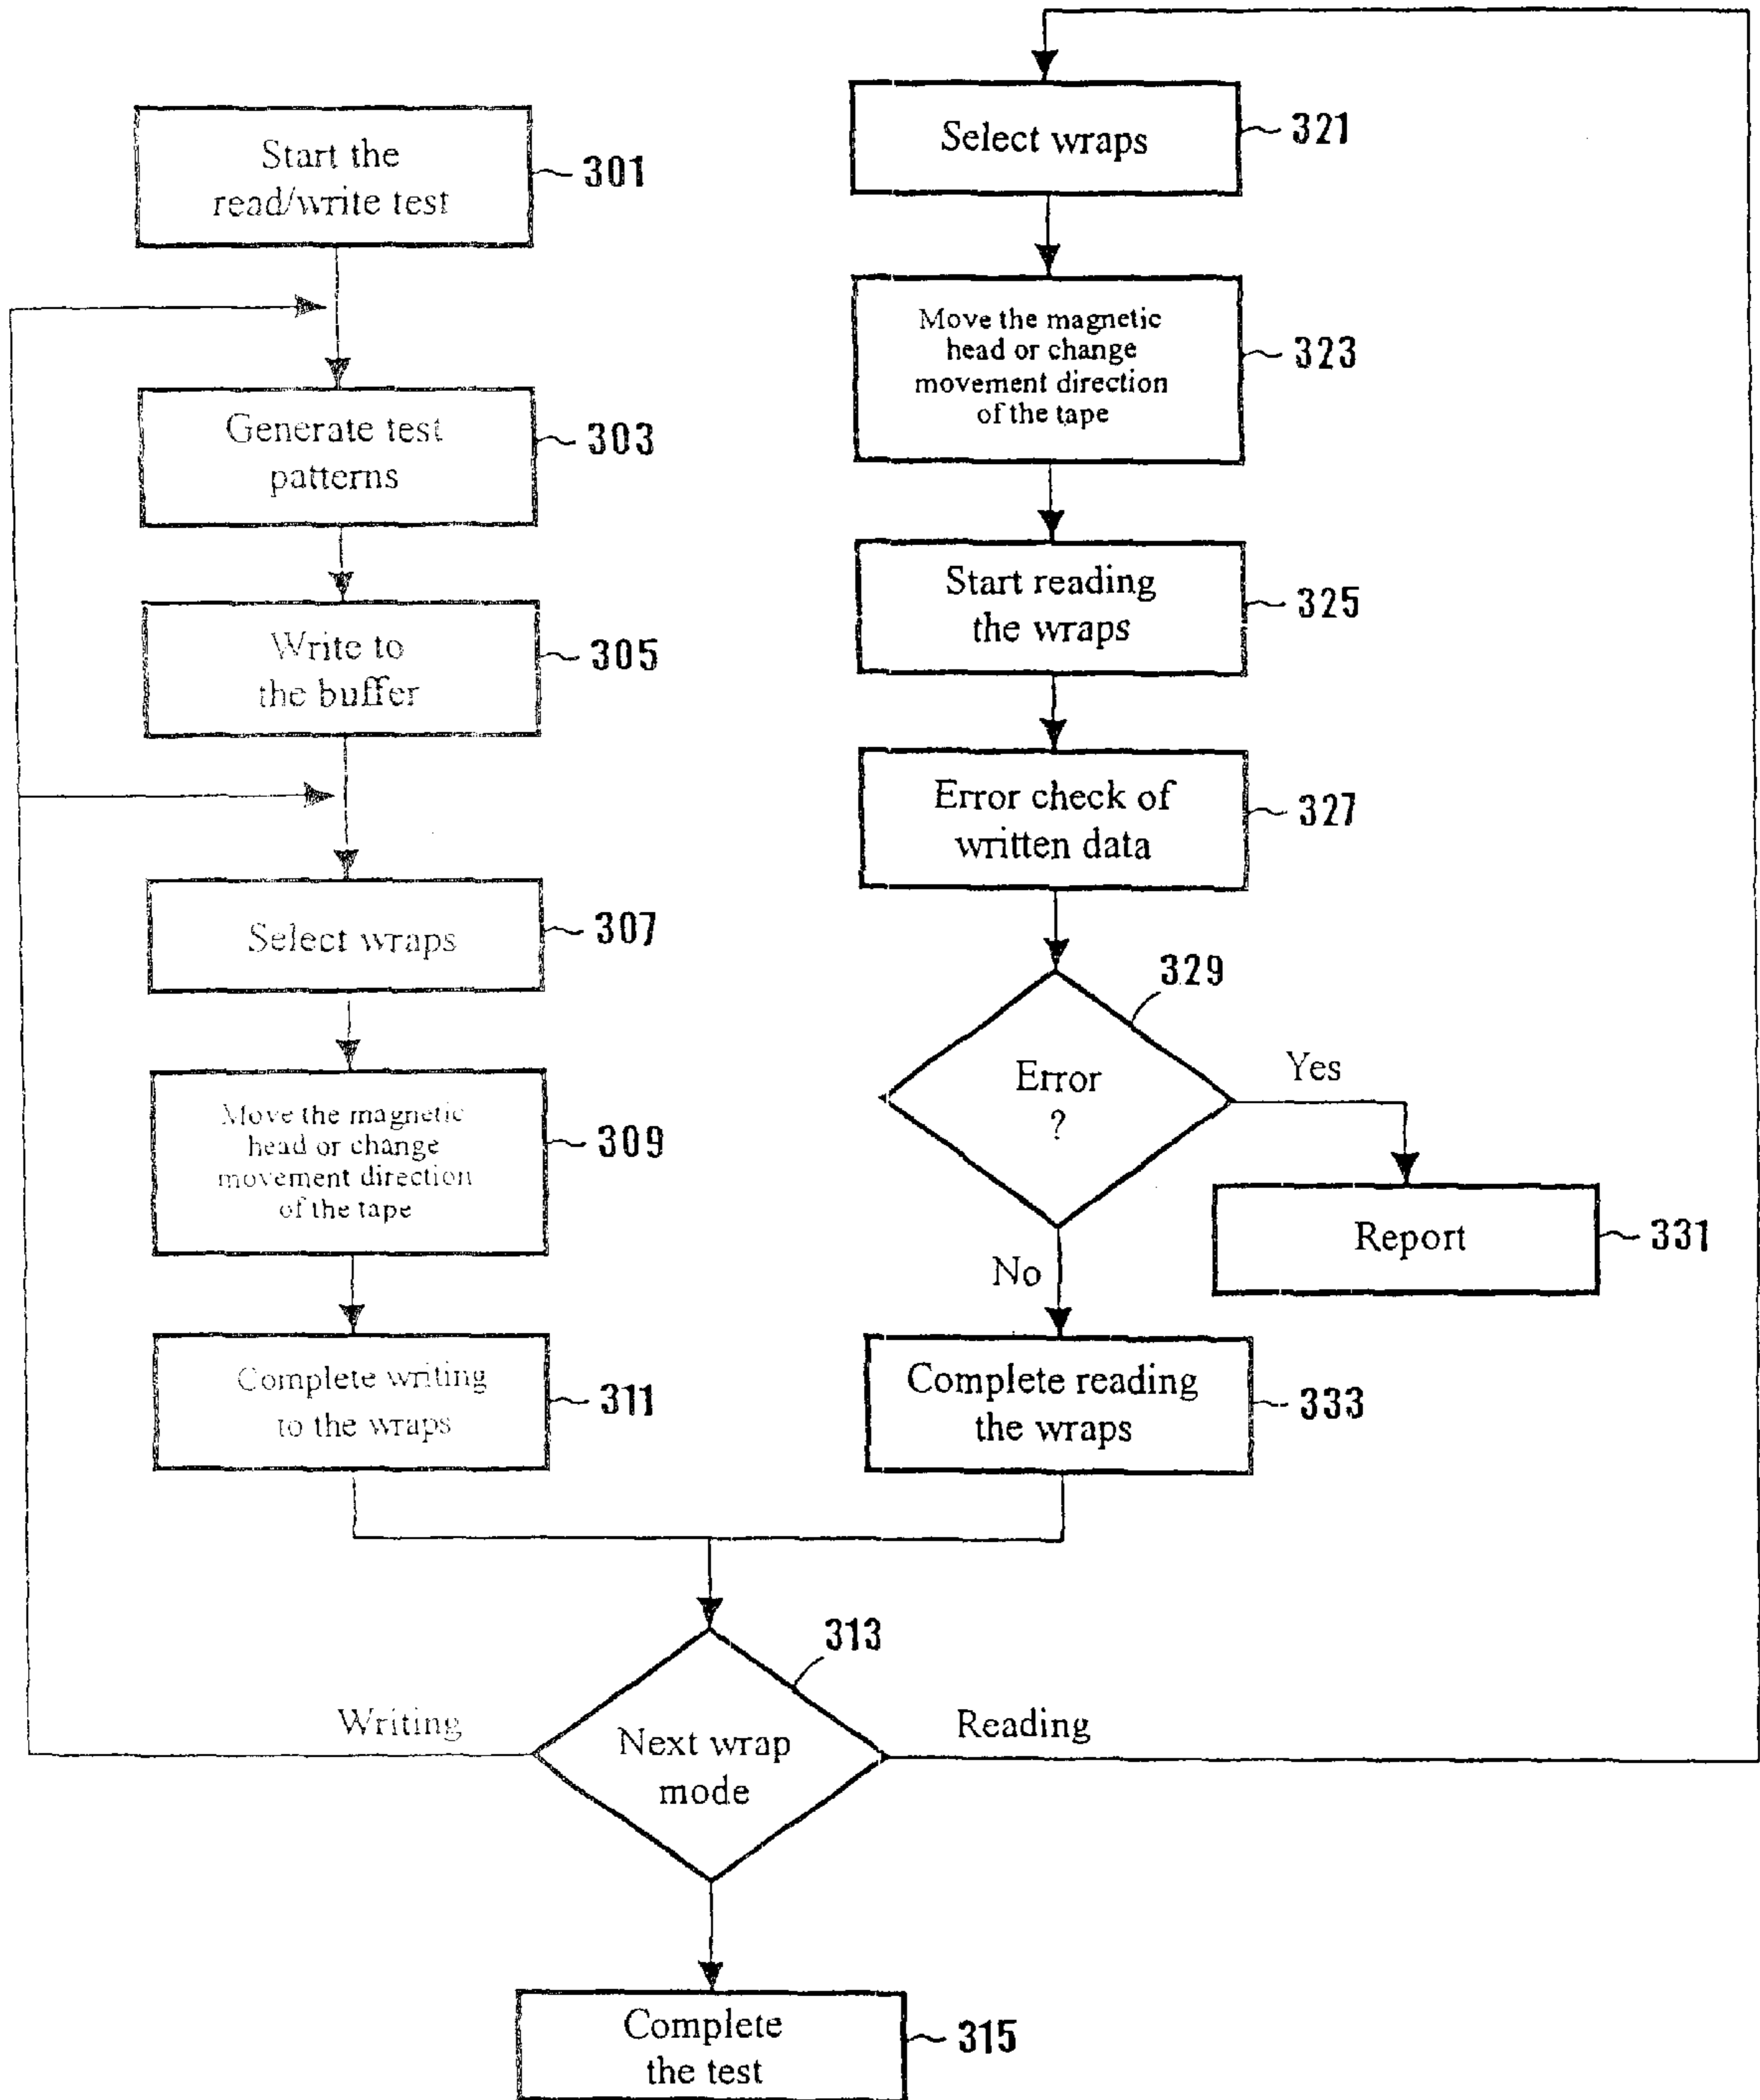 Start the
read/write test
301
Generate test
patterns
303
Write to
the buffer
305
Select wraps
307
Move the magnetic
head or change
movement direction
of the tape
309
Complete writing
to the wraps
311
Select wraps
321
Move the magnetic
head or change
movement direction
of the tape
323
Start reading
the wraps
325
Error check of
written data
327
329
Error
?
Yes
No
Report
331
Complete reading
the wraps
333
313
Writing
Next wrap
mode
Reading
Complete
the test
315